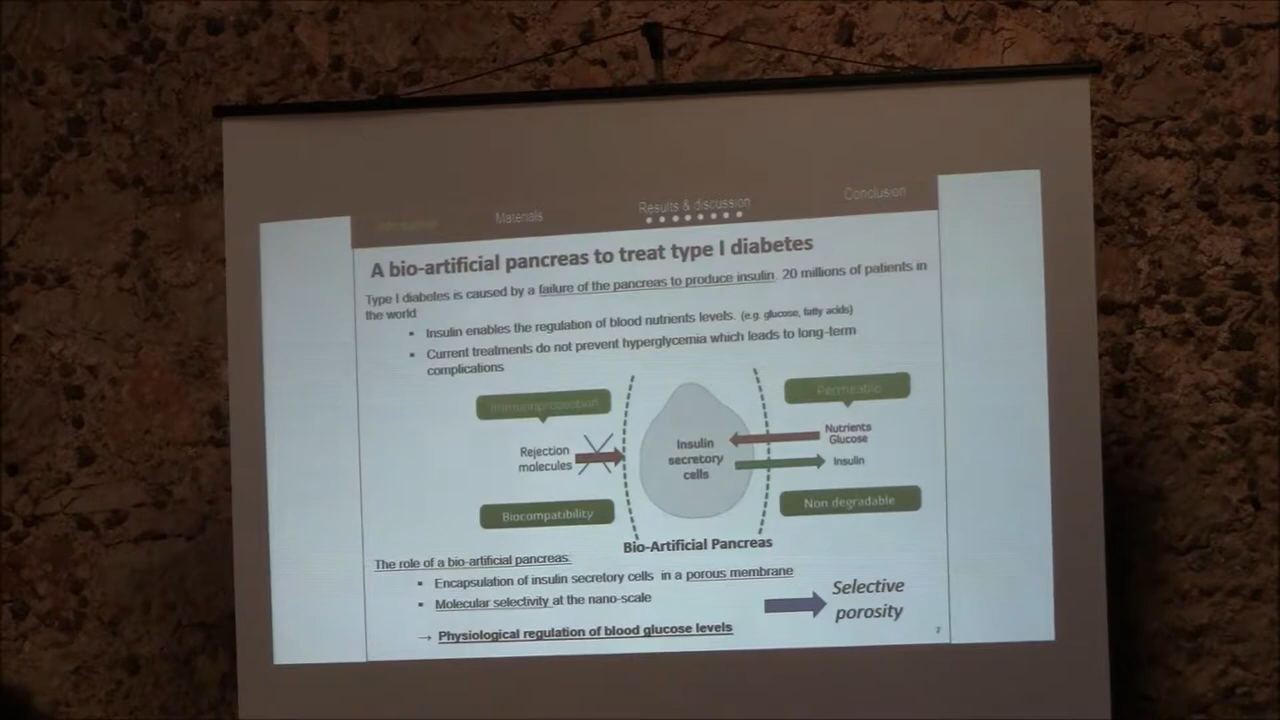 Materials
Results & discussion
Conclusion
A bio-artificial pancreas to treat type I diabetes
Type I diabetes is caused by a failure of the pancreas to produce insulin. 20 millions of patients in
the world
▪ Insulin enables the regulation of blood nutrients levels. (e.g. glucose, fatty acids)
▪ Current treatments do not prevent hyperglycemia which leads to long-term
complications
Immunoprotection
Permeable
Rejection
molecules
Insulin
secretory
cells
Nutrients
Glucose
Insulin
Biocompatibility
Non degradable
Bio-Artificial Pancreas
The role of a bio-artificial pancreas:
▪ Encapsulation of insulin secretory cells in a porous membrane
▪ Molecular selectivity at the nano-scale
→ Physiological regulation of blood glucose levels
Selective
porosity
7